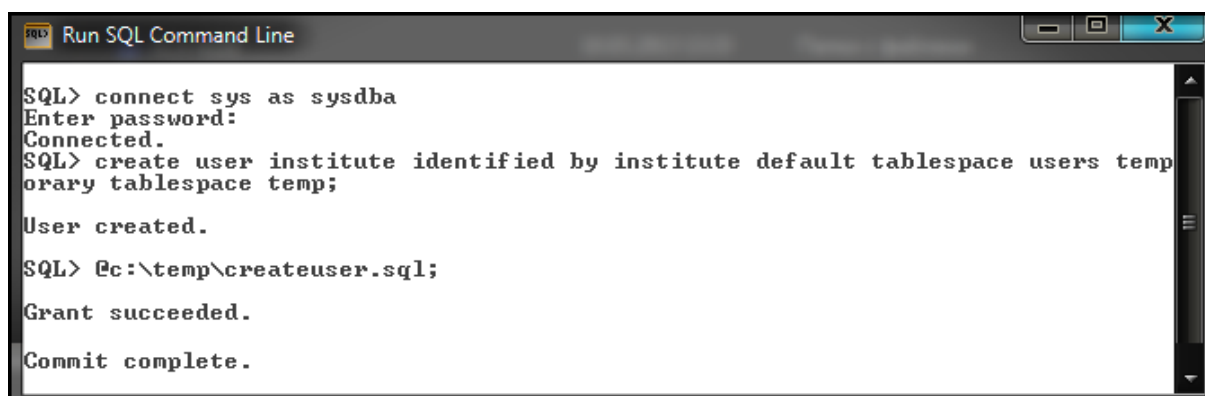 Run SQL Command Line
SQL> connect sys as sysdba
Enter password:
Connected.
SQL> create user institute identified by institute default tablespace users temp
orary tablespace temp;
User created.
SQL> @c:\temp\createuser.sql;
Grant succeeded.
Commit complete.